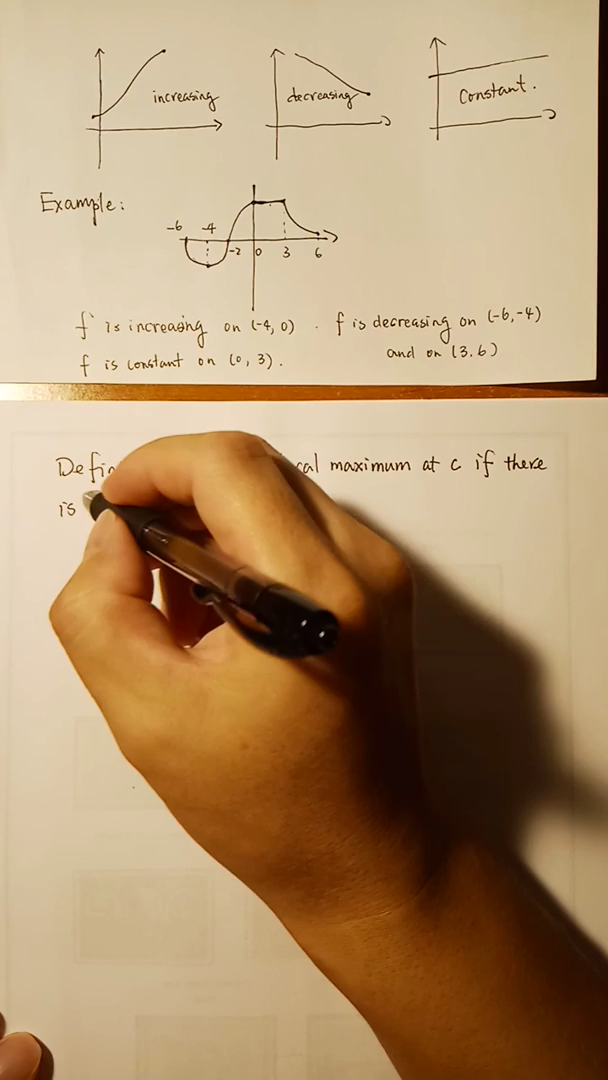 increasing
decreasing
Constant.
Example:
-6 -4
-2 0 3 6
f is increasing on (-4, 0). f is decreasing on (-6,-4)
f is constant on (0, 3). and on (3.6)
maximum at c if there
is